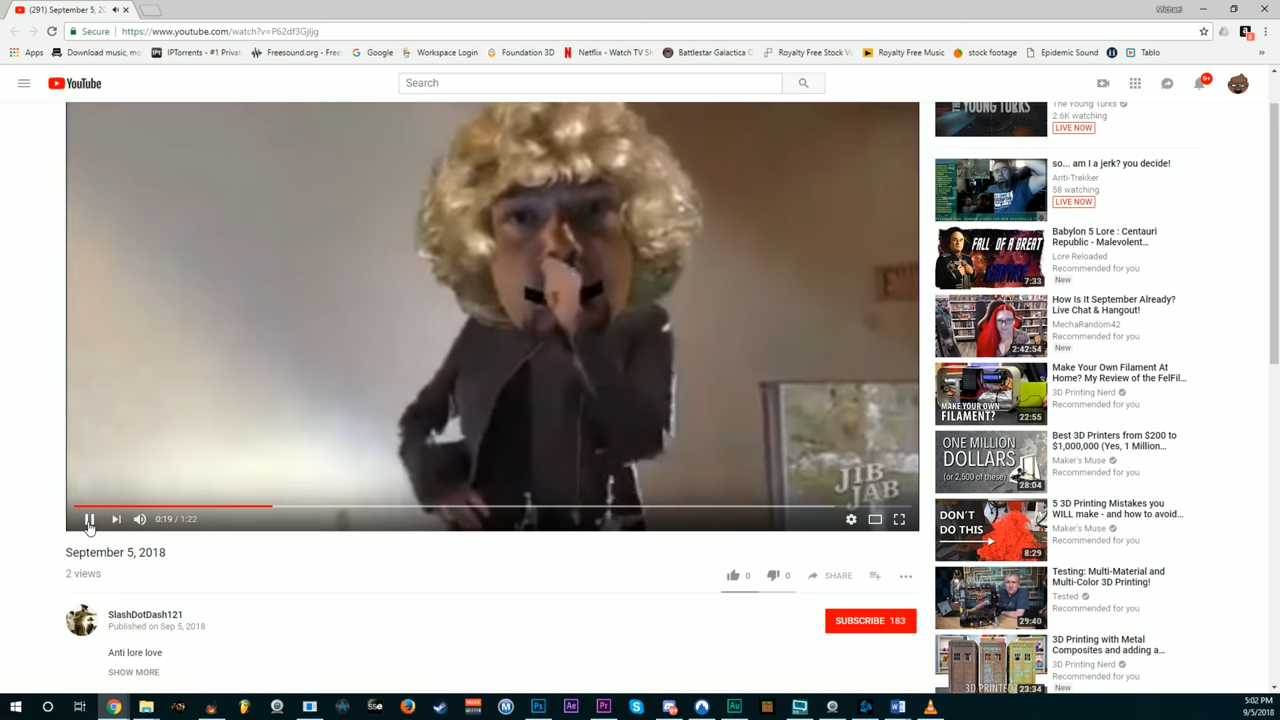 (291) September 5, 20
Michael
Secure
https://www.youtube.com/watch?v=P62df3Gjljg
Apps
Download music, mo
IPTorrents - #1 Privat
Freesound.org - Free
Google
Workspace Login
Foundation 3D
Netflix - Watch TV Sh
Battlestar Galactica C
Royalty Free Stock Vi
Royalty Free Music
stock footage
Epidemic Sound
Tablo
YouTube
Search
9+
JIB
JAB
0:19 / 1:22
September 5, 2018
2 views
0
0
SHARE
SlashDotDash121
Published on Sep 5, 2018
SUBSCRIBE 183
Anti lore love
SHOW MORE
YOUNG TURKS
The Young Turks
2.6K watching
LIVE NOW
so... am I a jerk? you decide!
Anti-Trekker
58 watching
LIVE NOW
FALL OF A GREAT
EMPIRE
7:33
Babylon 5 Lore : Centauri
Republic - Malevolent...
Lore Reloaded
Recommended for you
New
2:42:54
How Is It September Already?
Live Chat & Hangout!
MechaRandom42
Recommended for you
New
MAKE YOUR OWN
FILAMENT?
22:55
Make Your Own Filament At
Home? My Review of the FelFil...
3D Printing Nerd
Recommended for you
ONE MILLION
DOLLARS
(or 2,500 of these)
28:04
Best 3D Printers from $200 to
$1,000,000 (Yes, 1 Million...
Maker's Muse
Recommended for you
DON'T
DO THIS
8:29
5 3D Printing Mistakes you
WILL make - and how to avoid...
Maker's Muse
Recommended for you
29:40
Testing: Multi-Material and
Multi-Color 3D Printing!
Tested
Recommended for you
3D PRINTED?
23:34
3D Printing with Metal
Composites and adding a...
3D Printing Nerd
Recommended for you
New
5:02 PM
9/5/2018